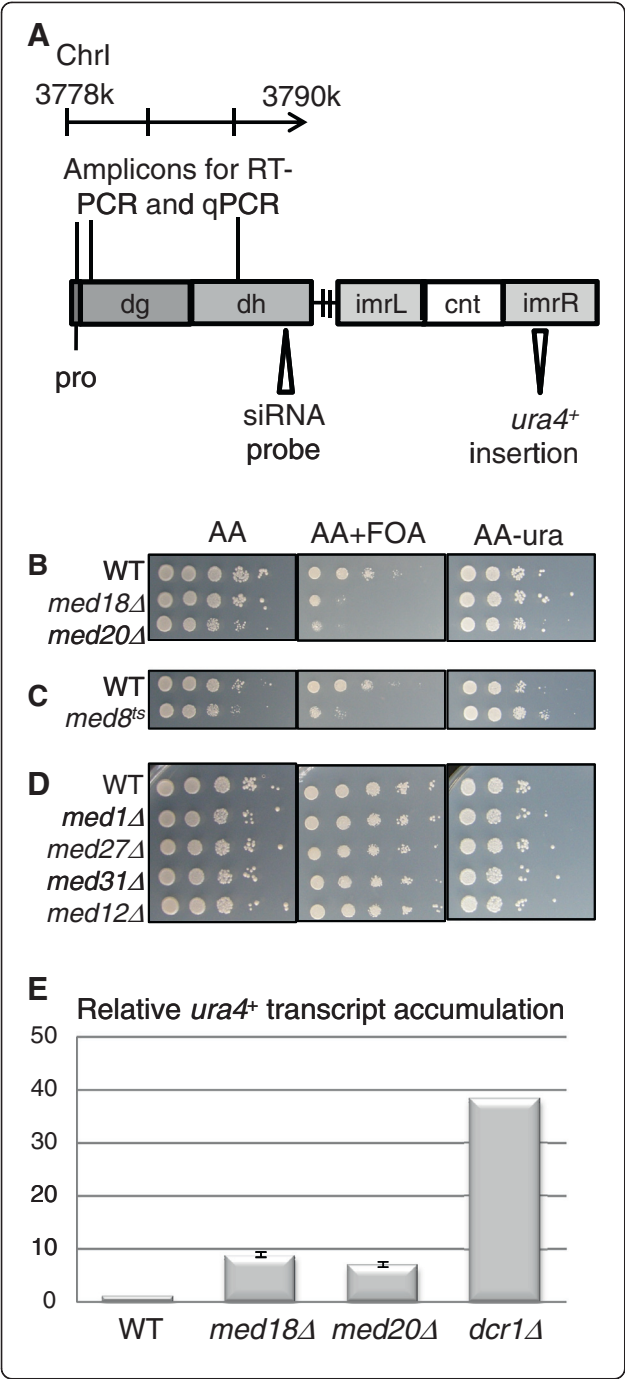 A
ChrI
3778k 3790k
Amplicons for RT-
PCR and qPCR
dg dh imrL cnt imrR
pro
siRNA
probe
ura4+
insertion
AA AA+FOA AA-ura
B
WT
med18Δ
med20Δ
C
WT
med8ts
D
WT
med1Δ
med27Δ
med31Δ
med12Δ
E
Relative ura4+ transcript accumulation
50
40
30
20
10
0
WT med18Δ med20Δ dcr1Δ